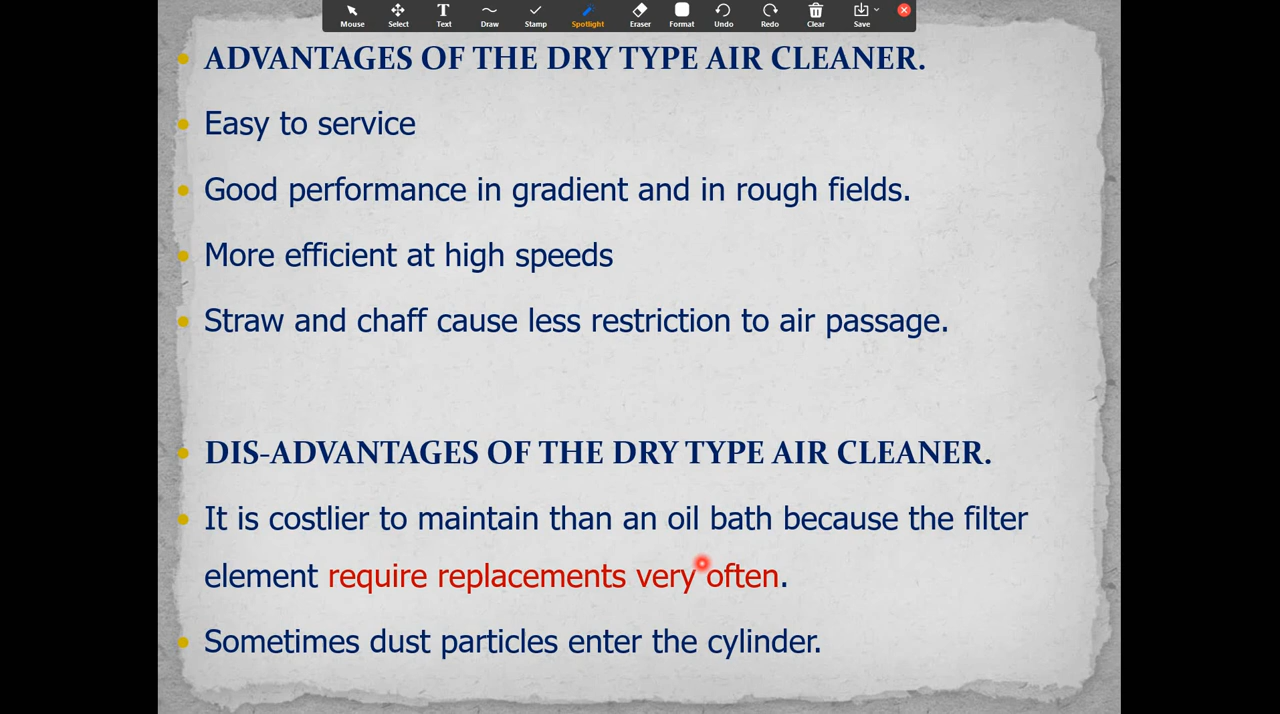 Mouse Select Text Draw Stamp Spotlight Eraser Format Undo Redo Clear Save
ADVANTAGES OF THE DRY TYPE AIR CLEANER.
Easy to service
Good performance in gradient and in rough fields.
More efficient at high speeds
Straw and chaff cause less restriction to air passage.
DIS-ADVANTAGES OF THE DRY TYPE AIR CLEANER.
It is costlier to maintain than an oil bath because the filter
element require replacements very often.
Sometimes dust particles enter the cylinder.